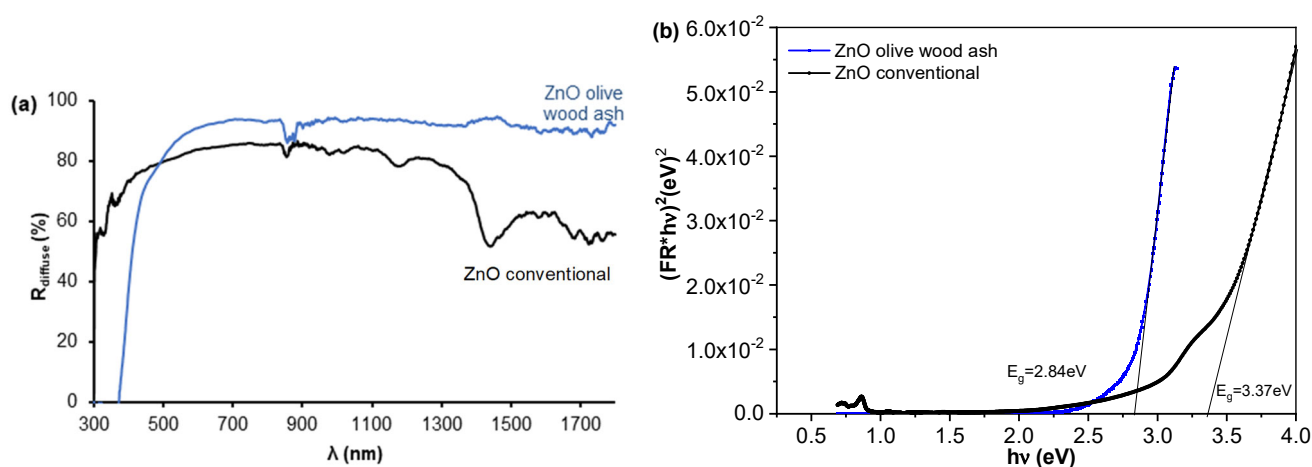 (a)
100
80
60
40
20
0
R_diffuse (%)
300 500 700 900 1100 1300 1500 1700
λ (nm)
ZnO olive
wood ash
ZnO conventional
(b)
ZnO olive wood ash
ZnO conventional
6.0x10⁻²
5.0x10⁻²
4.0x10⁻²
3.0x10⁻²
2.0x10⁻²
1.0x10⁻²
0.0
(FR*hν)²(eV)²
E_g=2.84eV
E_g=3.37eV
0.5 1.0 1.5 2.0 2.5 3.0 3.5 4.0
hν (eV)